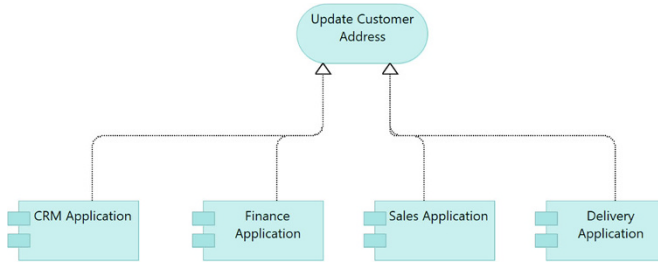 Update Customer
Address
CRM Application
Finance
Application
Sales Application
Delivery
Application